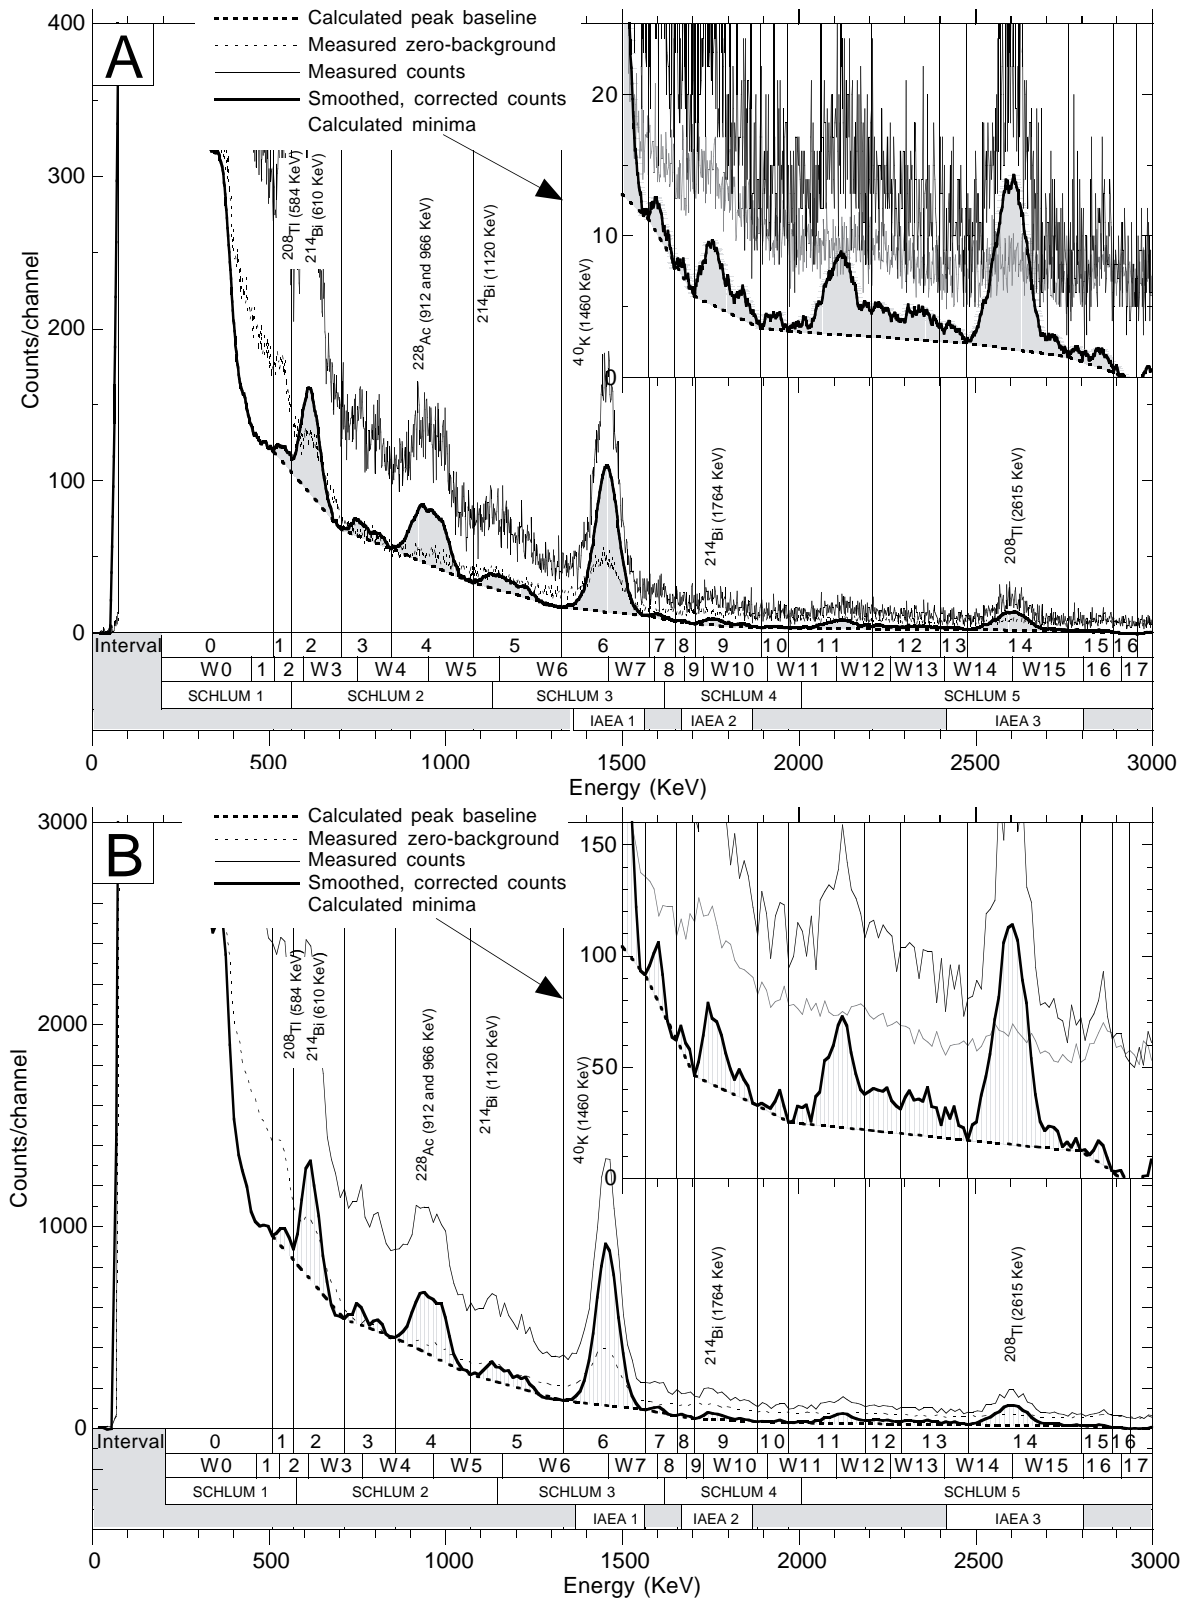 400
A
Calculated peak baseline
Measured zero-background
Measured counts
Smoothed, corrected counts
Calculated minima
20
10
0
300
200
100
0
Counts/channel
208Tl (584 KeV)
214Bi (610 KeV)
228Ac (912 and 966 KeV)
214Bi (1120 KeV)
40K (1460 KeV)
214Bi (1764 KeV)
208Tl (2615 KeV)
Interval 0 1 2 3 4 5 6 7 8 9 10 11 12 13 14 15 16
W0 1 2 W3 W4 W5 W6 W7 8 9 W10 W11 W12 W13 W14 W15 16 17
SCHLUM 1 SCHLUM 2 SCHLUM 3 SCHLUM 4 SCHLUM 5
IAEA 1 IAEA 2 IAEA 3
0 500 1000 1500 2000 2500 3000
Energy (KeV)
3000
B
Calculated peak baseline
Measured zero-background
Measured counts
Smoothed, corrected counts
Calculated minima
150
100
50
0
2000
1000
0
Counts/channel
208Tl (584 KeV)
214Bi (610 KeV)
228Ac (912 and 966 KeV)
214Bi (1120 KeV)
40K (1460 KeV)
214Bi (1764 KeV)
208Tl (2615 KeV)
Interval 0 1 2 3 4 5 6 7 8 9 10 11 12 13 14 15 16
W0 1 2 W3 W4 W5 W6 W7 8 9 W10 W11 W12 W13 W14 W15 16 17
SCHLUM 1 SCHLUM 2 SCHLUM 3 SCHLUM 4 SCHLUM 5
IAEA 1 IAEA 2 IAEA 3
0 500 1000 1500 2000 2500 3000
Energy (KeV)